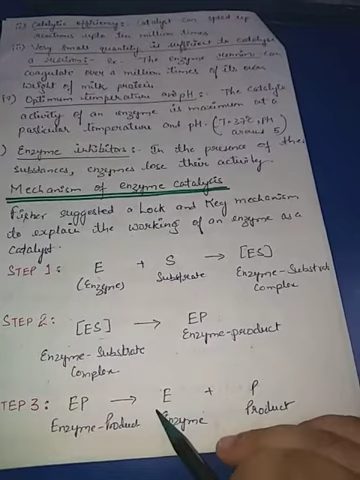 ii) Catalytic efficiency: Catalyst can speed up
reactions upto ten million times
iii) Very small quantity is sufficient to catalyse
a reaction:- ex. The enzyme rennin can
coagulate over a million times of its own
weight of milk protein.
iv) Optimum temperature and pH:- The catalytic
activity of an enzyme is maximum at a
particular temperature and pH. (T=37°C, pH
around 5)
) Enzyme inhibitors:- In the presence of these
substances, enzymes lose their activity.
Mechanism of enzyme catalysis
Fisher suggested a Lock and Key mechanism
to explain the working of an enzyme as a
catalyst.
STEP 1: E + S → [ES]
(Enzyme) Substrate Enzyme-Substrate
Complex
STEP 2: [ES] → EP
Enzyme-Substrate Enzyme-product
Complex
STEP 3: EP → E + P
Enzyme-Product Enzyme Product